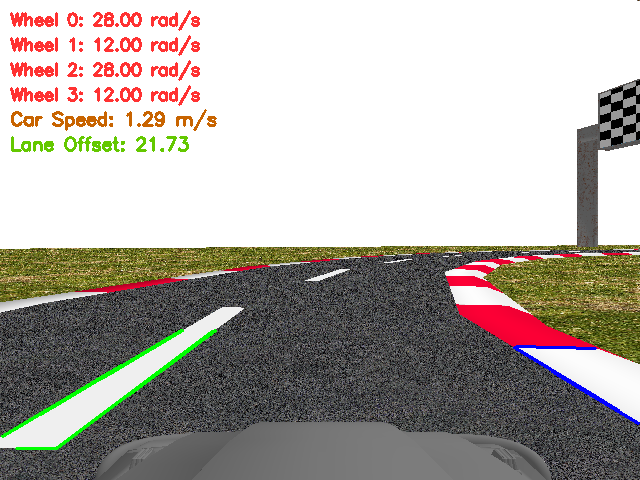 Wheel 0: 28.00 rad/s
Wheel 1: 12.00 rad/s
Wheel 2: 28.00 rad/s
Wheel 3: 12.00 rad/s
Car Speed: 1.29 m/s
Lane Offset: 21.73